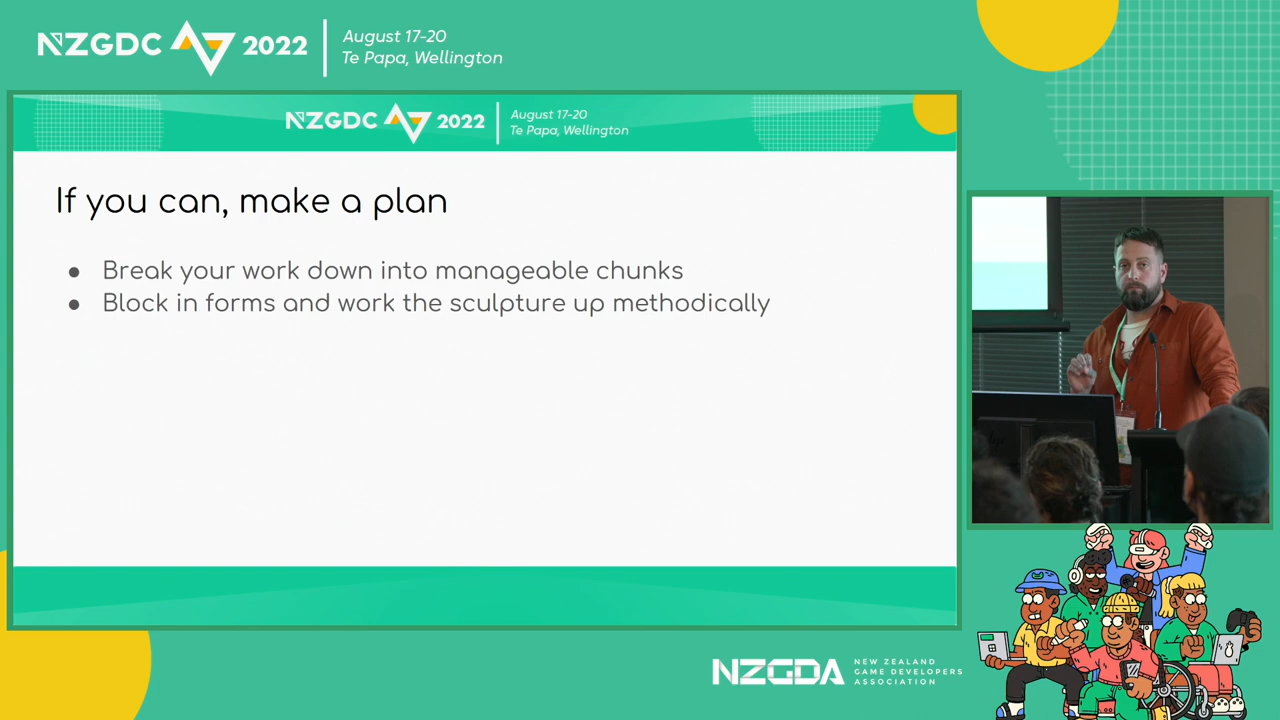 NZGDC 2022
August 17-20
Te Papa, Wellington
NZGDC 2022
August 17-20
Te Papa, Wellington
If you can, make a plan
● Break your work down into manageable chunks
● Block in forms and work the sculpture up methodically
NZGDA
NEW ZEALAND
GAME DEVELOPERS
ASSOCIATION